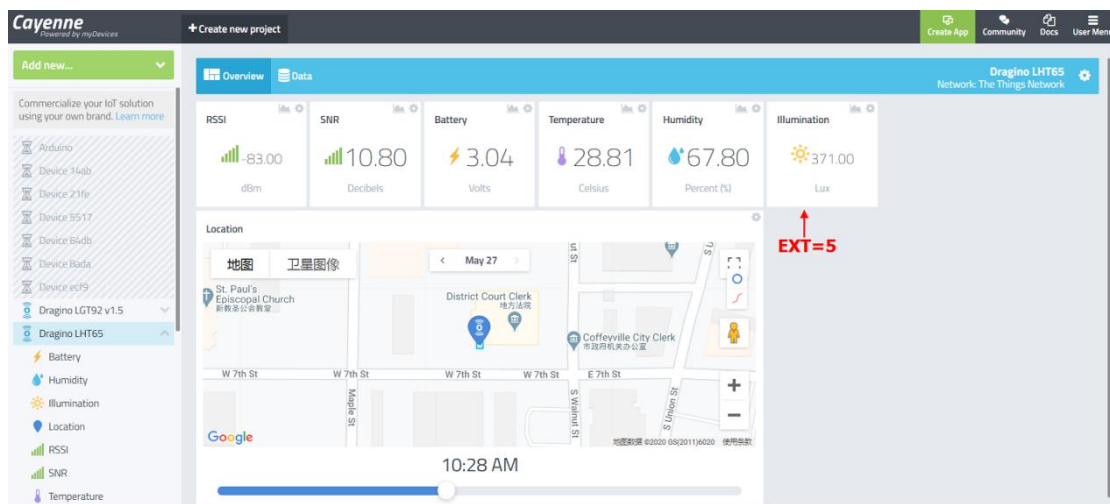 Cayenne
Powered by myDevices
+ Create new project
Create App
Community
Docs
User Menu
Add new...
Commercialize your IoT solution
using your own brand. Learn more
Arduino
Device 14ab
Device 21fe
Device 5517
Device 64db
Device 8ada
Device ecf9
Dragino LGT92 v1.5
Dragino LHT65
Battery
Humidity
Illumination
Location
RSSI
SNR
Temperature
Overview
Data
Dragino LHT65
Network: The Things Network
RSSI
-83.00
dBm
SNR
10.80
Decibels
Battery
3.04
Volts
Temperature
28.81
Celsius
Humidity
67.80
Percent (%)
Illumination
371.00
Lux
EXT=5
Location
地图
卫星图像
< May 27 >
St. Paul's
Episcopal Church
新教圣公会教堂
District Court Clerk
地方法院
Coffeyville City Clerk
市政府机关办公室
W 7th St
W 7th St
W 7th St
W 7th St
E 7th St
Maple St
S Walnut St
S Union St
Google
地图数据 ©2020 GS(2011)6020
使用条款
10:28 AM